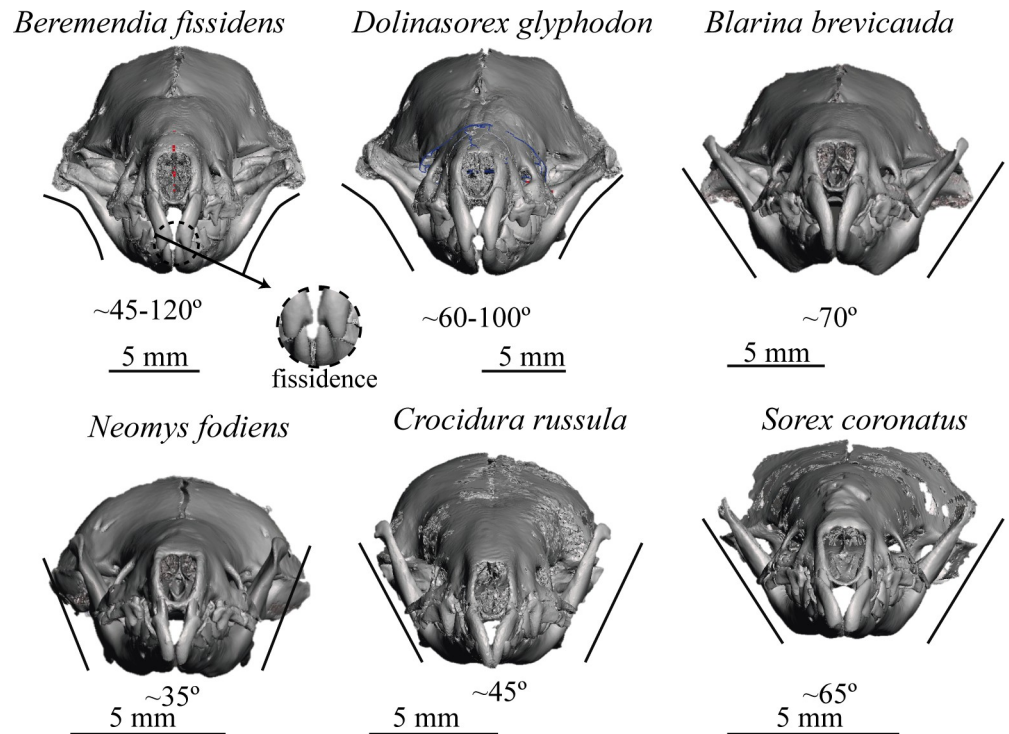 Beremendia fissidens
Dolinasorex glyphodon
Blarina brevicauda
~45-120º
5 mm
fissidence
~60-100º
5 mm
~70º
5 mm
Neomys fodiens
Crocidura russula
Sorex coronatus
~35º
5 mm
~45º
5 mm
~65º
5 mm